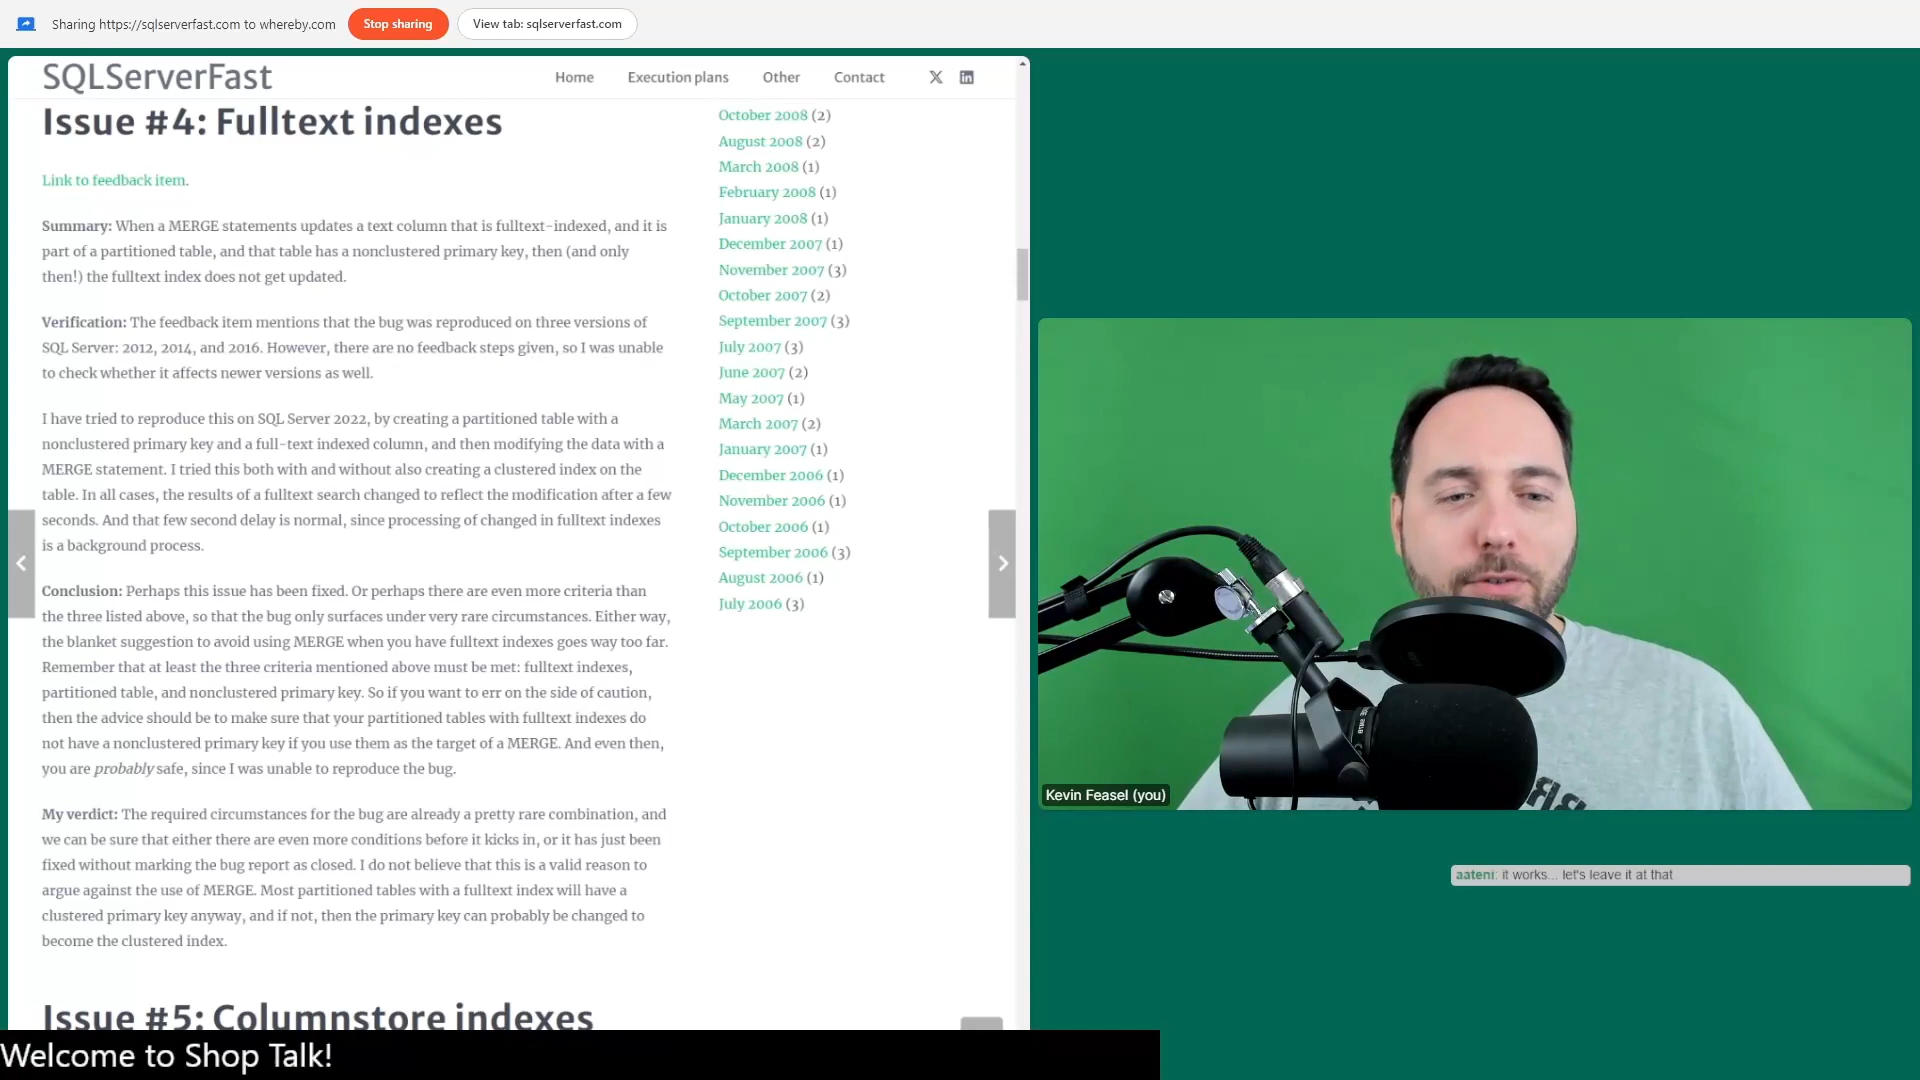 Sharing https://sqlserverfast.com to whereby.com
Stop sharing
View tab: sqlserverfast.com
SQLServerFast
Home
Execution plans
Other
Contact
Issue #4: Fulltext indexes
Link to feedback item.
Summary: When a MERGE statements updates a text column that is fulltext-indexed, and it is
part of a partitioned table, and that table has a nonclustered primary key, then (and only
then!) the fulltext index does not get updated.
Verification: The feedback item mentions that the bug was reproduced on three versions of
SQL Server: 2012, 2014, and 2016. However, there are no feedback steps given, so I was unable
to check whether it affects newer versions as well.
I have tried to reproduce this on SQL Server 2022, by creating a partitioned table with a
nonclustered primary key and a full-text indexed column, and then modifying the data with a
MERGE statement. I tried this both with and without also creating a clustered index on the
table. In all cases, the results of a fulltext search changed to reflect the modification after a few
seconds. And that few second delay is normal, since processing of changed in fulltext indexes
is a background process.
Conclusion: Perhaps this issue has been fixed. Or perhaps there are even more criteria than
the three listed above, so that the bug only surfaces under very rare circumstances. Either way,
the blanket suggestion to avoid using MERGE when you have fulltext indexes goes way too far.
Remember that at least the three criteria mentioned above must be met: fulltext indexes,
partitioned table, and nonclustered primary key. So if you want to err on the side of caution,
then the advice should be to make sure that your partitioned tables with fulltext indexes do
not have a nonclustered primary key if you use them as the target of a MERGE. And even then,
you are probably safe, since I was unable to reproduce the bug.
My verdict: The required circumstances for the bug are already a pretty rare combination, and
we can be sure that either there are even more conditions before it kicks in, or it has just been
fixed without marking the bug report as closed. I do not believe that this is a valid reason to
argue against the use of MERGE. Most partitioned tables with a fulltext index will have a
clustered primary key anyway, and if not, then the primary key can probably be changed to
become the clustered index.
Issue #5: Columnstore indexes
October 2008 (2)
August 2008 (2)
March 2008 (1)
February 2008 (1)
January 2008 (1)
December 2007 (1)
November 2007 (3)
October 2007 (2)
September 2007 (3)
July 2007 (3)
June 2007 (2)
May 2007 (1)
March 2007 (2)
January 2007 (1)
December 2006 (1)
November 2006 (1)
October 2006 (1)
September 2006 (3)
August 2006 (1)
July 2006 (3)
Kevin Feasel (you)
aateni: it works... let's leave it at that
Welcome to Shop Talk!